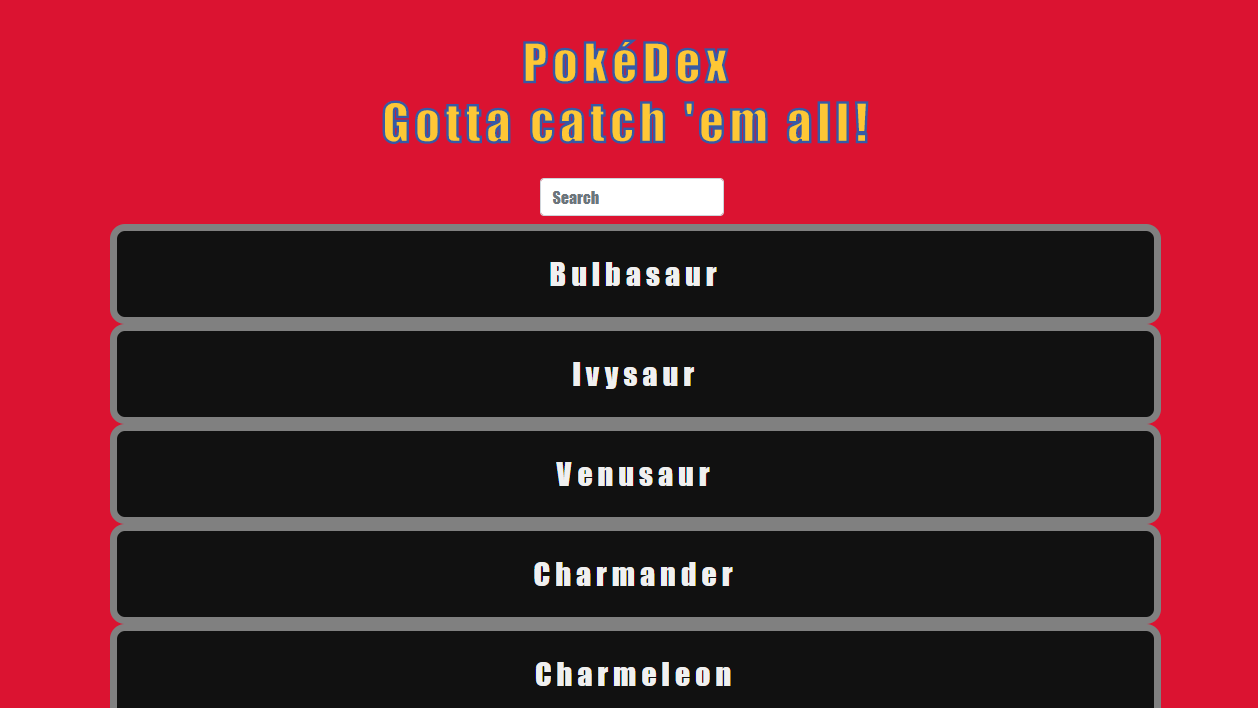 PokéDex
Gotta catch 'em all!
Search
Bulbasaur
Ivysaur
Venusaur
Charmander
Charmeleon